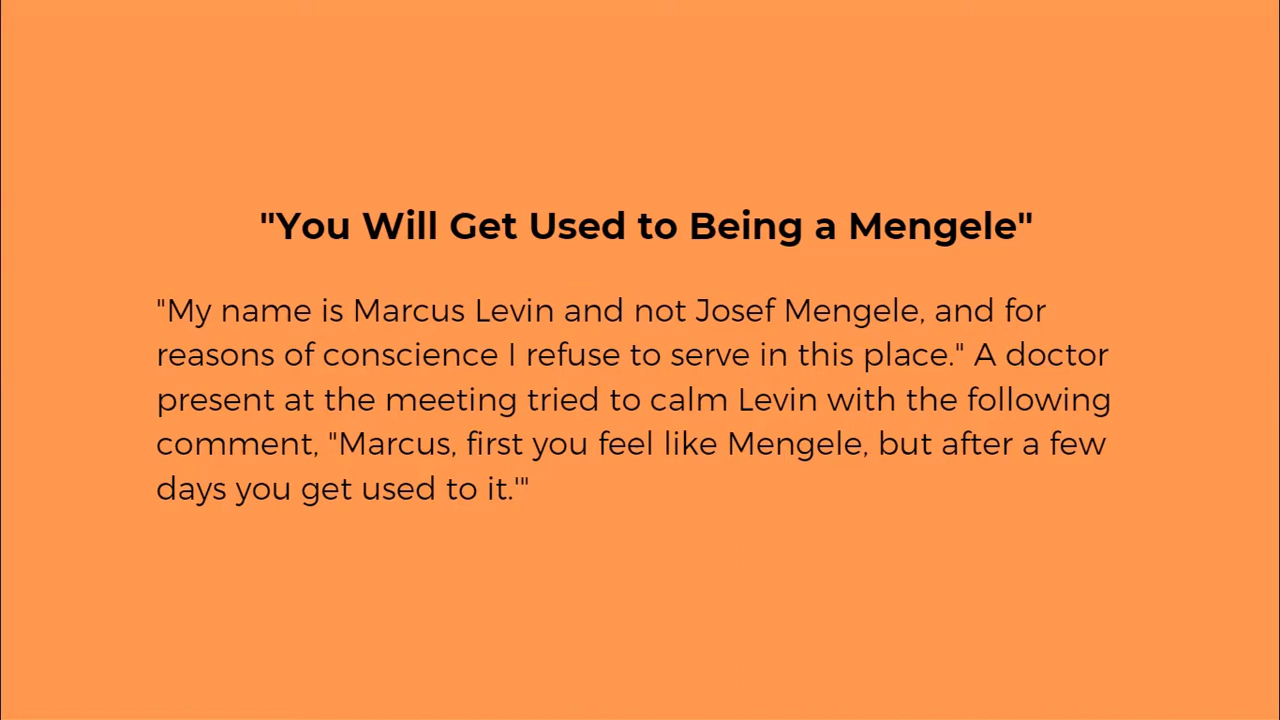 "You Will Get Used to Being a Mengele"
"My name is Marcus Levin and not Josef Mengele, and for
reasons of conscience I refuse to serve in this place." A doctor
present at the meeting tried to calm Levin with the following
comment, "Marcus, first you feel like Mengele, but after a few
days you get used to it.'"